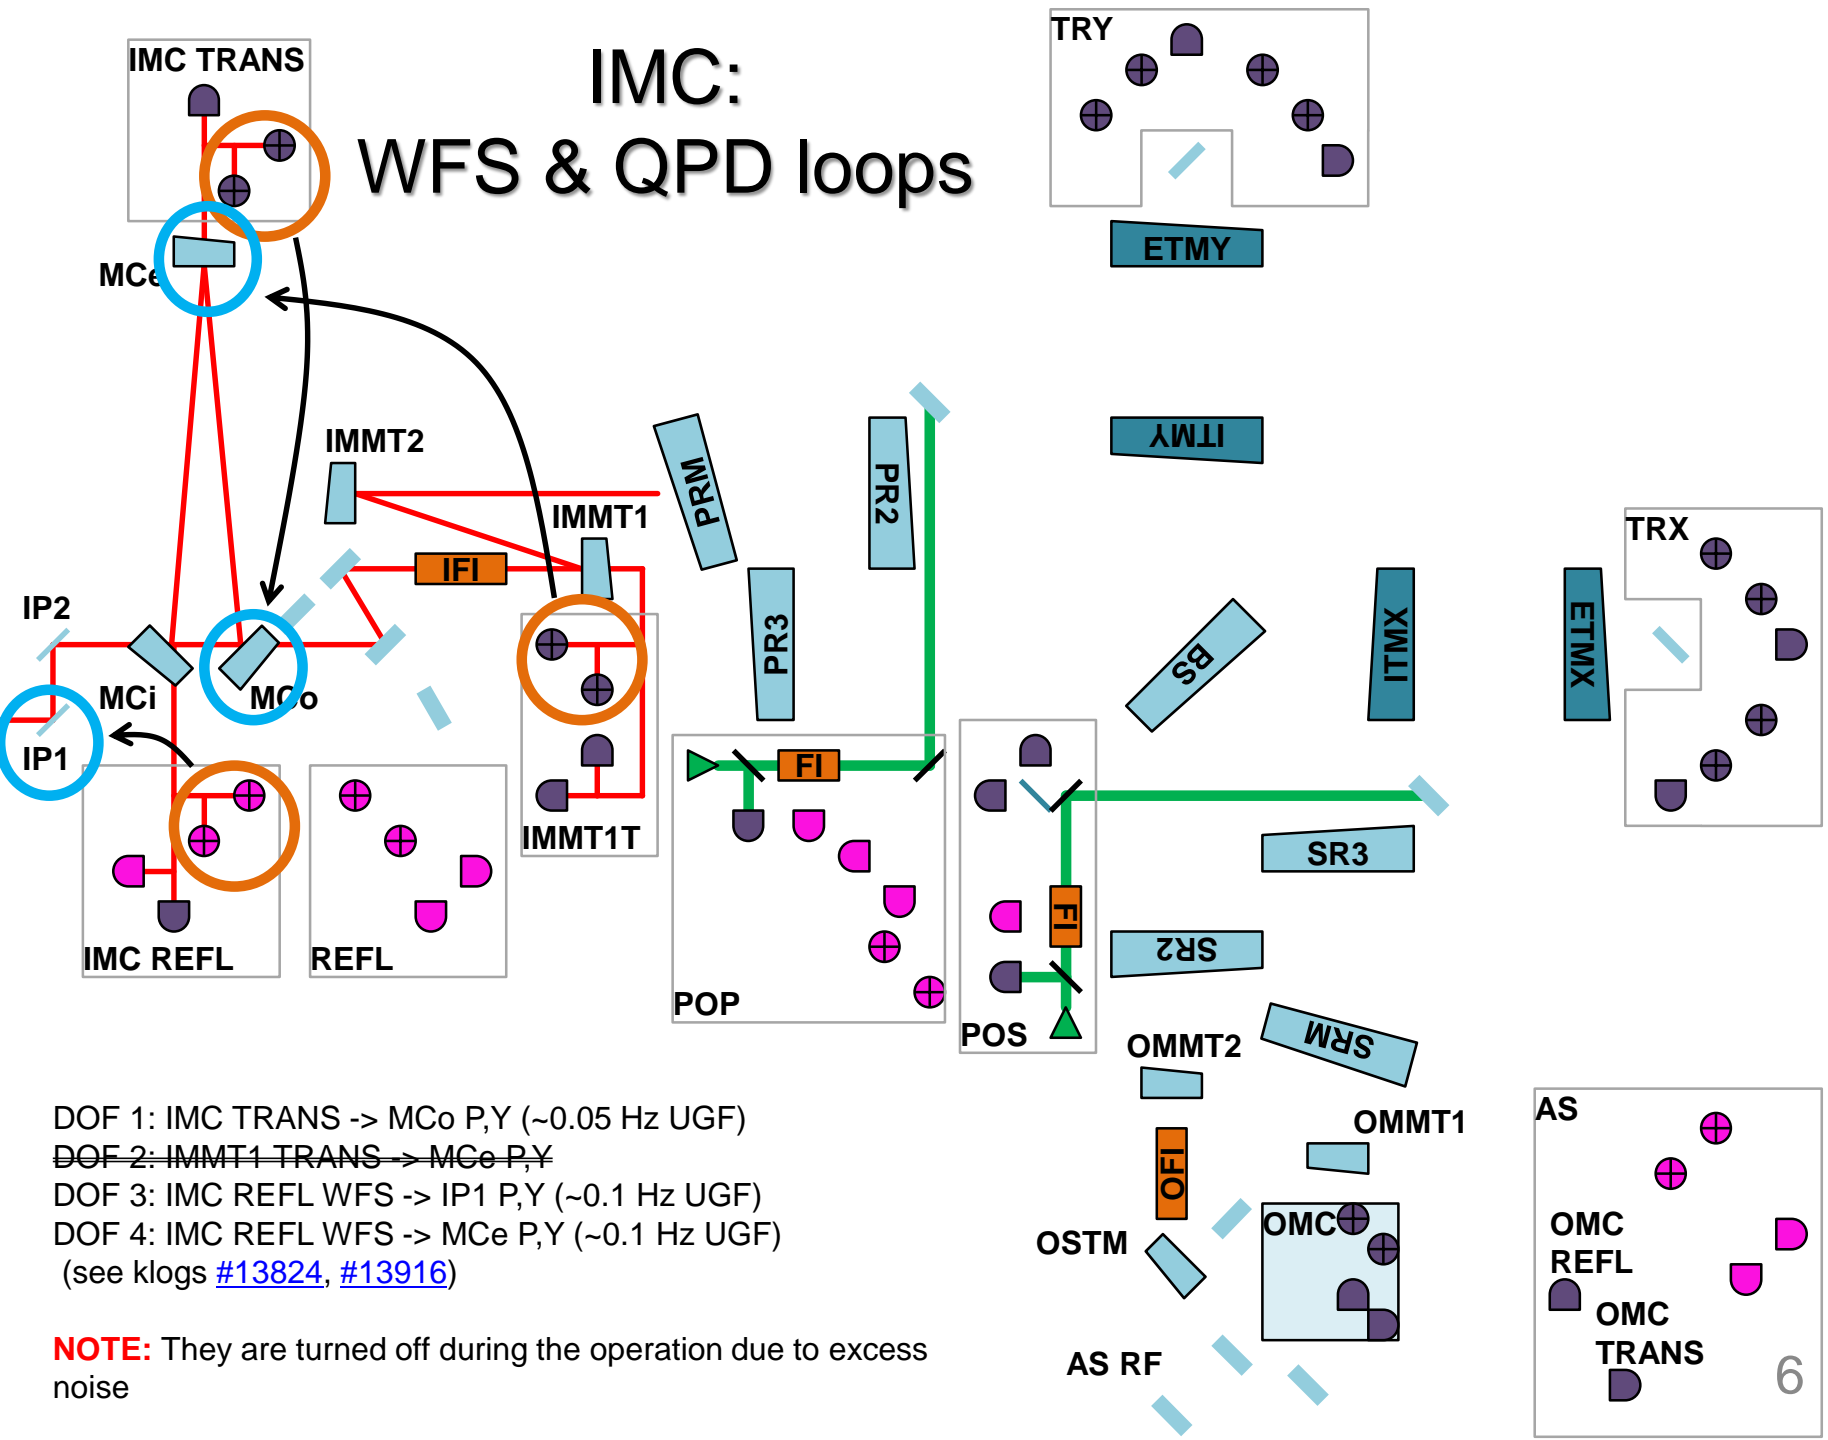 IMC:
WFS & QPD loops
IMC TRANS
TRY
MCe
ETMY
IMMT2
ITMY
PRM
PR2
IMMT1
TRX
IFI
IP2
PR3
BS
ITMX
ETMX
MCi
MCo
IP1
FI
IMMT1T
SR3
FI
IMC REFL
REFL
SR2
POP
POS
SRM
OMMT2
OMMT1
AS
OFI
OMC
OSTM
OMC
REFL
OMC
TRANS
AS RF
DOF 1: IMC TRANS -> MCo P,Y (~0.05 Hz UGF)
DOF 2: IMMT1 TRANS -> MCe P,Y
DOF 3: IMC REFL WFS -> IP1 P,Y (~0.1 Hz UGF)
DOF 4: IMC REFL WFS -> MCe P,Y (~0.1 Hz UGF)
(see klogs #13824, #13916)
NOTE: They are turned off during the operation due to excess
noise
6